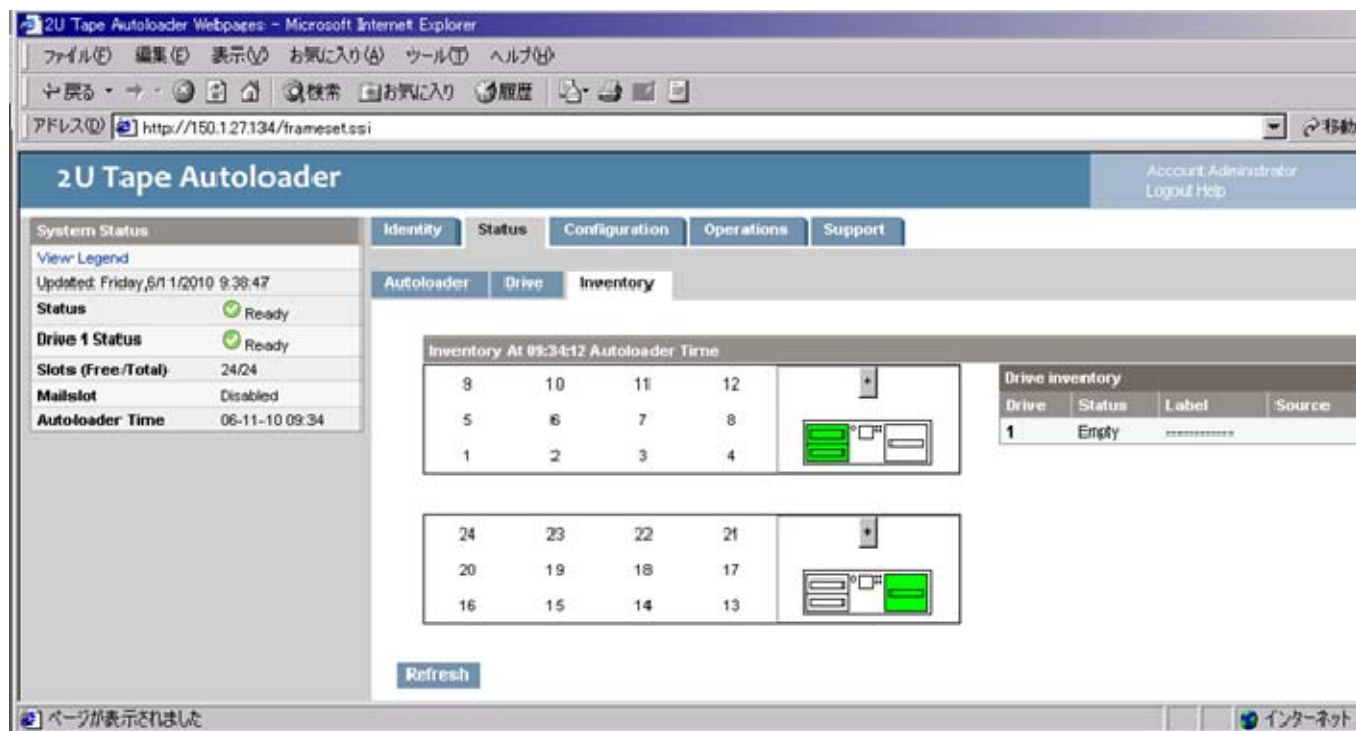 2U Tape Autoloader Webpages - Microsoft Internet Explorer
ファイル(F) 編集(E) 表示(V) お気に入り(A) ツール(T) ヘルプ(H)
戻る 検索 お気に入り 履歴
アドレス(D) http://150.1.27.134/frameset.ssi 移動
2U Tape Autoloader
Account Administrator
Logout Help
System Status
View Legend
Updated: Friday,6/11/2010 9:38:47
Status Ready
Drive 1 Status Ready
Slots (Free/Total) 24/24
Mailslot Disabled
Autoloader Time 06-11-10 09:34
Identity Status Configuration Operations Support
Autoloader Drive Inventory
Inventory At 09:34:12 Autoloader Time
9 10 11 12 +
5 6 7 8
1 2 3 4
24 23 22 21 +
20 19 18 17
16 15 14 13
Drive inventory
Drive Status Label Source
1 Empty ------------
Refresh
ページが表示されました インターネット